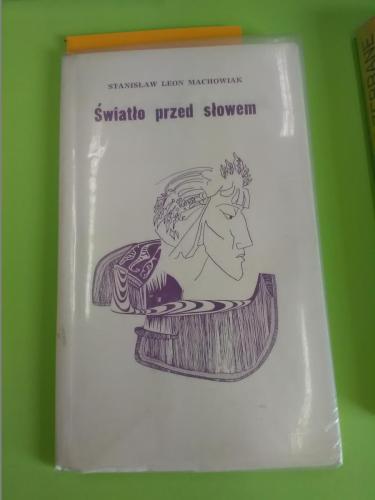 STANISŁAW LEON MACHOWIAK
Światło przed słowem